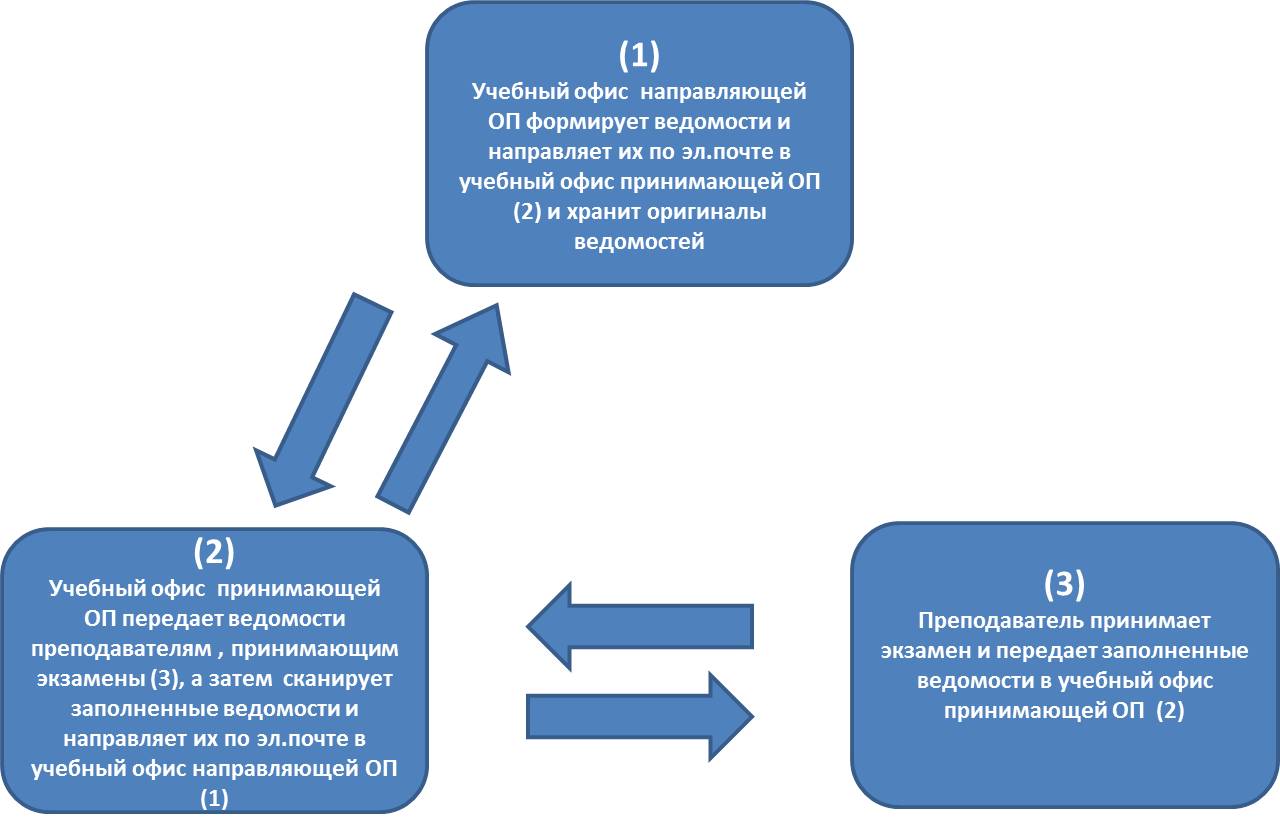 (1)
Учебный офис направляющей
ОП формирует ведомости и
направляет их по эл.почте в
учебный офис принимающей ОП
(2) и хранит оригиналы
ведомостей
(2)
Учебный офис принимающей
ОП передает ведомости
преподавателям , принимающим
экзамены (3), а затем сканирует
заполненные ведомости и
направляет их по эл.почте в
учебный офис направляющей ОП
(1)
(3)
Преподаватель принимает
экзамен и передает заполненные
ведомости в учебный офис
принимающей ОП (2)